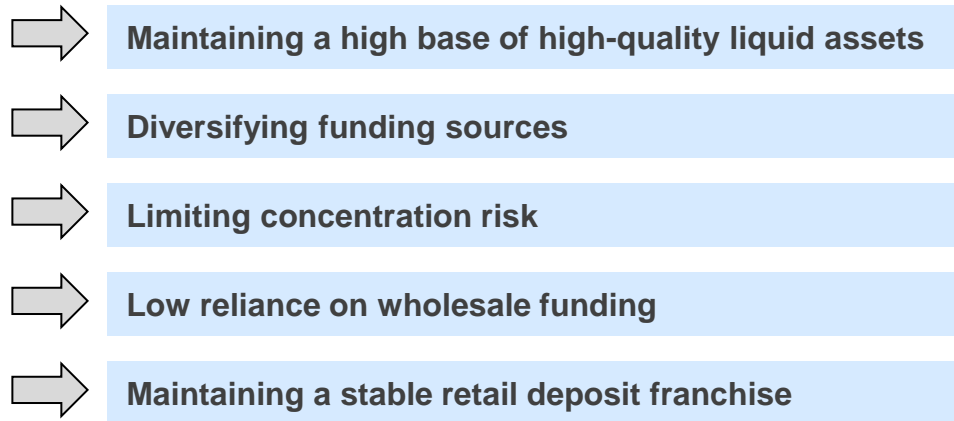 Maintaining a high base of high-quality liquid assets
Diversifying funding sources
Limiting concentration risk
Low reliance on wholesale funding
Maintaining a stable retail deposit franchise